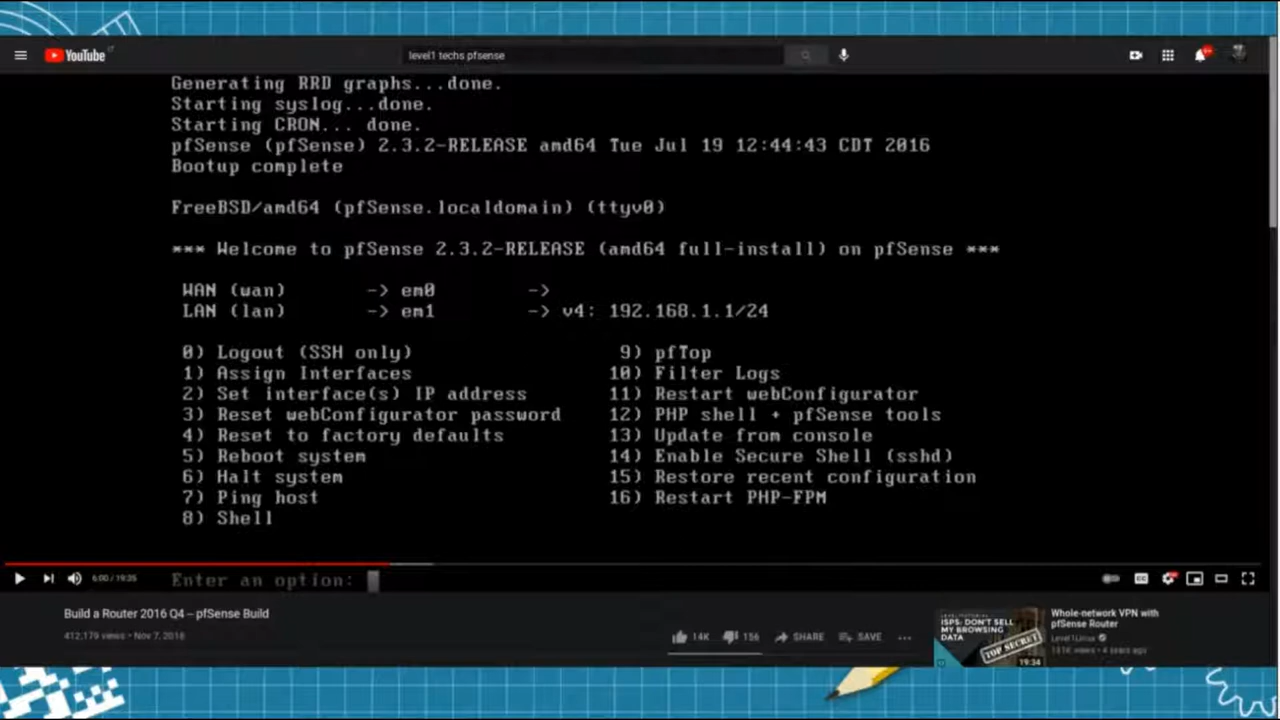 YouTube
level1 techs pfsense
Generating RRD graphs...done.
Starting syslog...done.
Starting CRON... done.
pfSense (pfSense) 2.3.2-RELEASE amd64 Tue Jul 19 12:44:43 CDT 2016
Bootup complete
FreeBSD/amd64 (pfSense.localdomain) (ttyv0)
*** Welcome to pfSense 2.3.2-RELEASE (amd64 full-install) on pfSense ***
WAN (wan) -> em0 ->
LAN (lan) -> em1 -> v4: 192.168.1.1/24
0) Logout (SSH only) 9) pfTop
1) Assign Interfaces 10) Filter Logs
2) Set interface(s) IP address 11) Restart webConfigurator
3) Reset webConfigurator password 12) PHP shell + pfSense tools
4) Reset to factory defaults 13) Update from console
5) Reboot system 14) Enable Secure Shell (sshd)
6) Halt system 15) Restore recent configuration
7) Ping host 16) Restart PHP-FPM
8) Shell
Enter an option:
6:00 / 19:35
CC
Build a Router 2016 Q4 – pfSense Build
412,179 views • Nov 7, 2016
14K 156 SHARE SAVE
ISPS: DON'T SELL
MY BROWSING
DATA
TOP SECRET
19:34
Whole-network VPN with
pfSense Router
Level1Linux
4 years ago